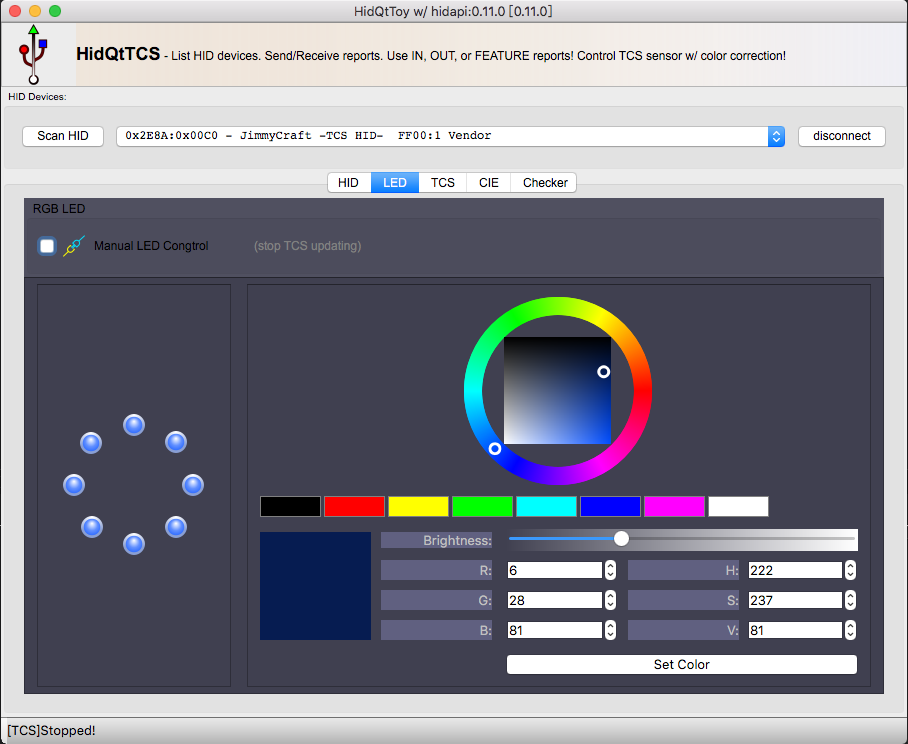 HidQtToy w/ hidapi:0.11.0 [0.11.0]
HidQtTCS - List HID devices. Send/Receive reports. Use IN, OUT, or FEATURE reports! Control TCS sensor w/ color correction!
HID Devices:
Scan HID 0x2E8A:0x00C0 - JimmyCraft -TCS HID- FF00:1 Vendor disconnect
HID LED TCS CIE Checker
RGB LED
Manual LED Congtrol (stop TCS updating)
Brightness:
R: 6 H: 222
G: 28 S: 237
B: 81 V: 81
Set Color
[TCS]Stopped!